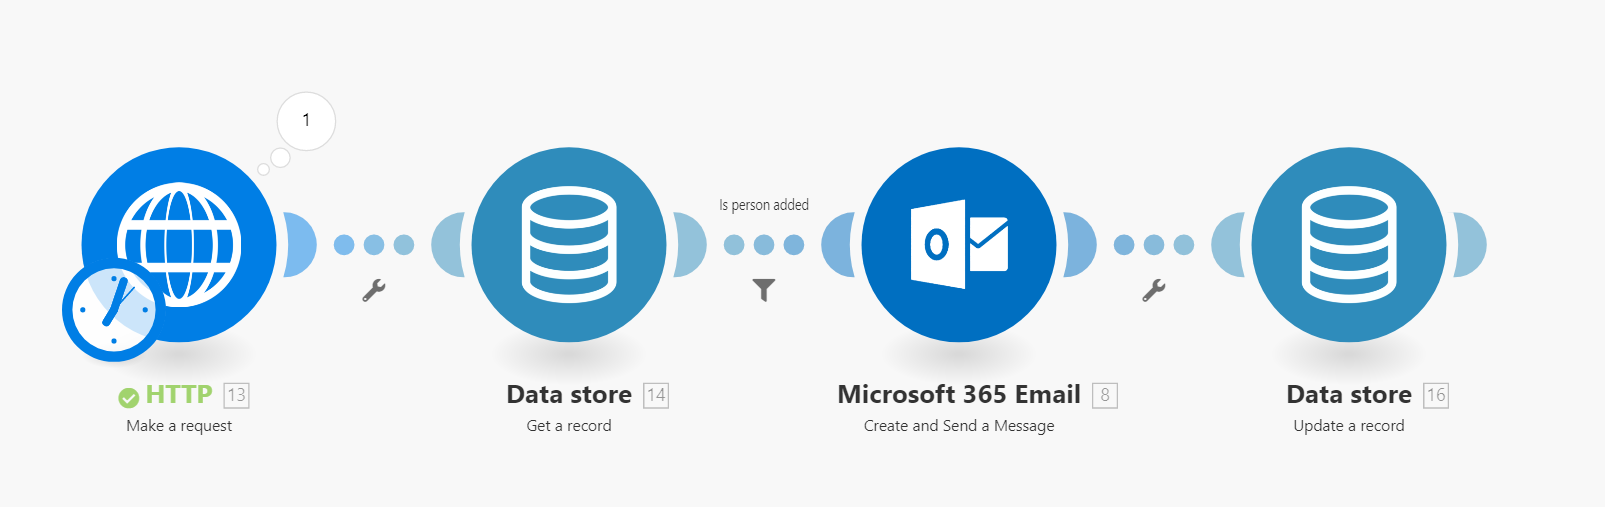 1
Is person added
HTTP 13
Make a request
Data store 14
Get a record
Microsoft 365 Email 8
Create and Send a Message
Data store 16
Update a record